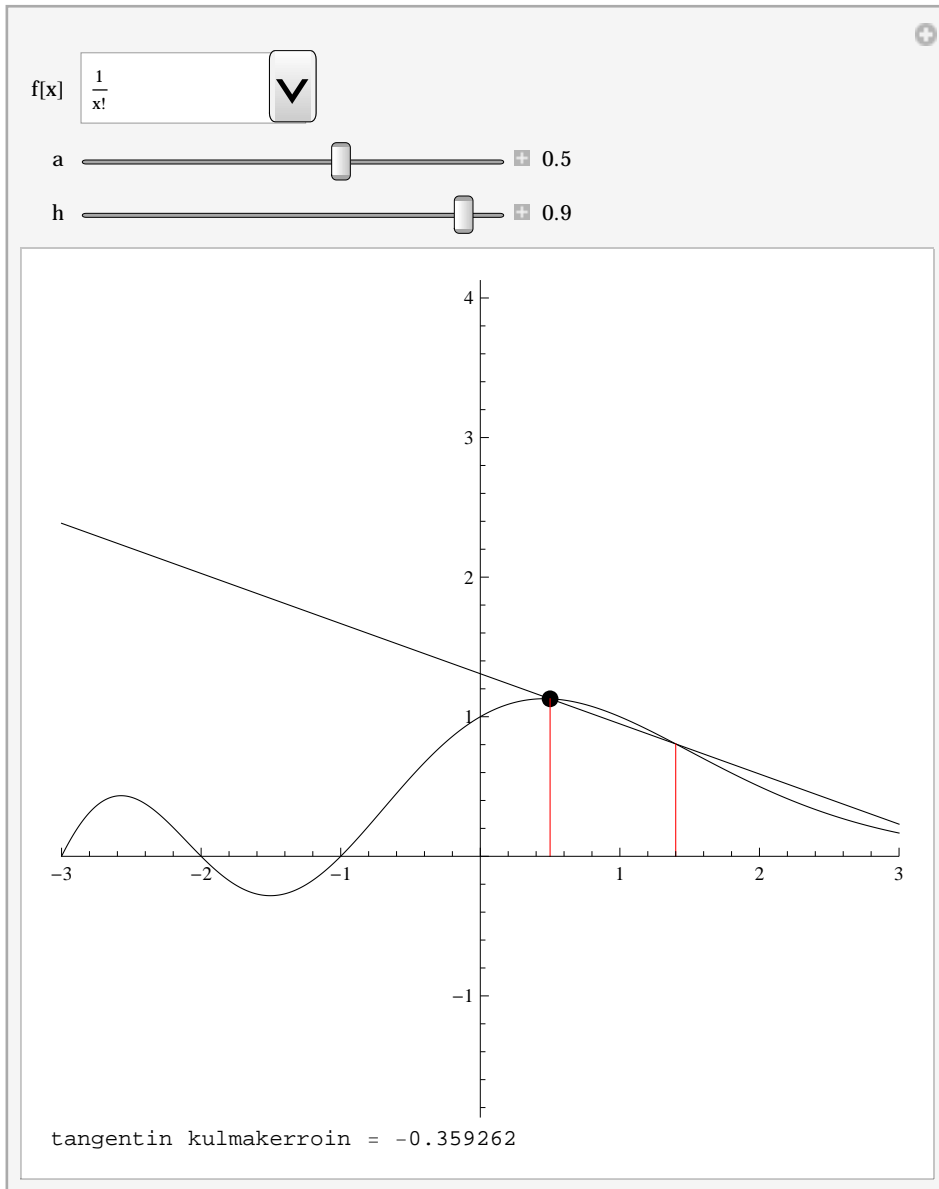 f[x] 1/x!
a 0.5
h 0.9
4
3
2
1
−3 −2 −1 1 2 3
−1
tangentin kulmakerroin = −0.359262